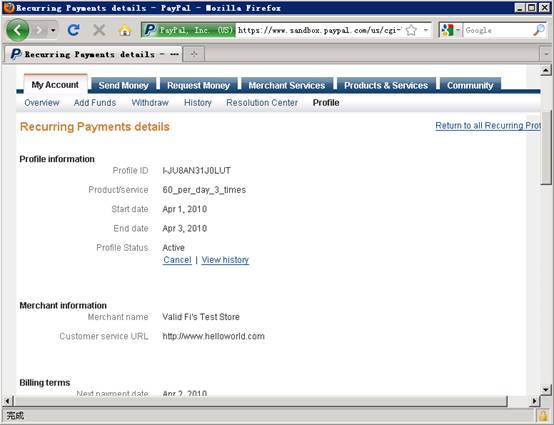 Recurring Payments details - PayPal - Mozilla Firefox
PayPal, Inc. (US) https://www.sandbox.paypal.com/us/cgi- Google
Recurring Payments details - ...
My Account Send Money Request Money Merchant Services Products & Services Community
Overview Add Funds Withdraw History Resolution Center Profile
Recurring Payments details Return to all Recurring
Profile information
Profile ID I-JU8AN31J0LUT
Product/service 60_per_day_3_times
Start date Apr 1, 2010
End date Apr 3, 2010
Profile Status Active
Cancel | View history
Merchant information
Merchant name Valid Fi's Test Store
Customer service URL http://www.helloworld.com
Billing terms
Next payment date Apr 2, 2010
完成